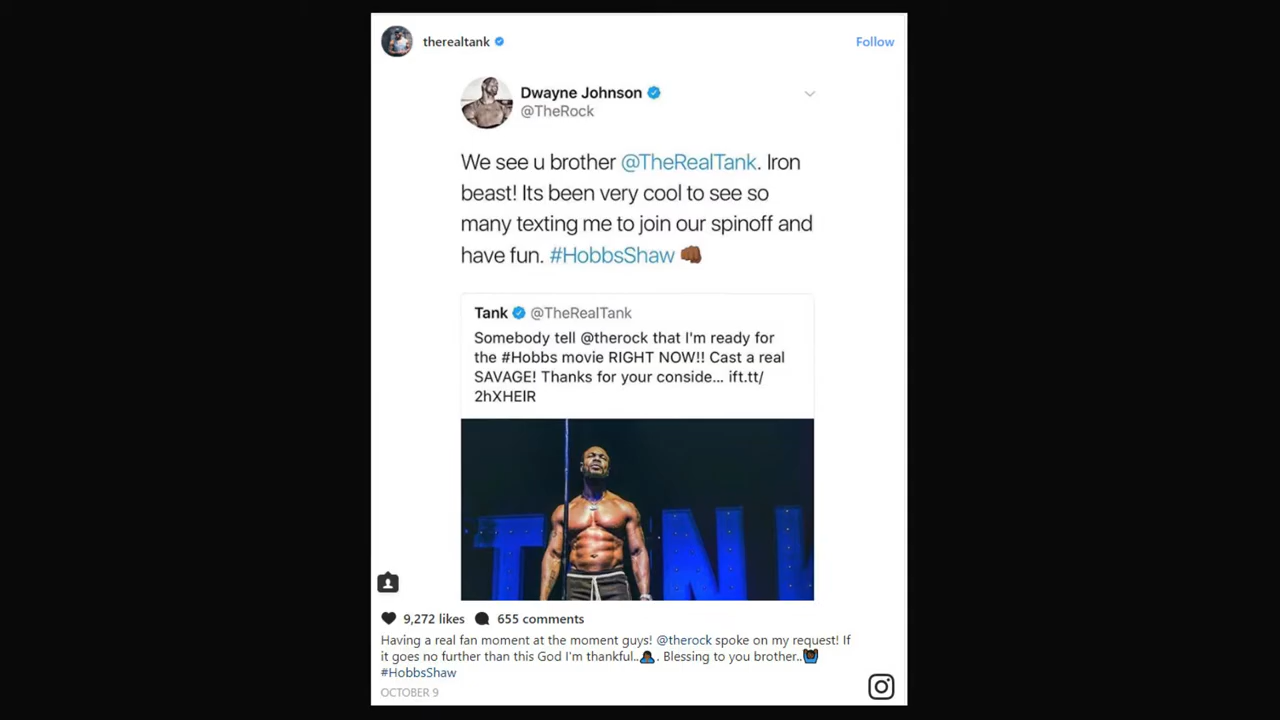 therealtank
Follow
Dwayne Johnson
@TheRock
We see u brother @TheRealTank. Iron
beast! Its been very cool to see so
many texting me to join our spinoff and
have fun. #HobbsShaw 👊🏾
Tank @TheRealTank
Somebody tell @therock that I'm ready for
the #Hobbs movie RIGHT NOW!! Cast a real
SAVAGE! Thanks for your conside... ift.tt/
2hXHElR
T NK
9,272 likes 655 comments
Having a real fan moment at the moment guys! @therock spoke on my request! If
it goes no further than this God I'm thankful..🙇🏾. Blessing to you brother..🙌🏾
#HobbsShaw
OCTOBER 9